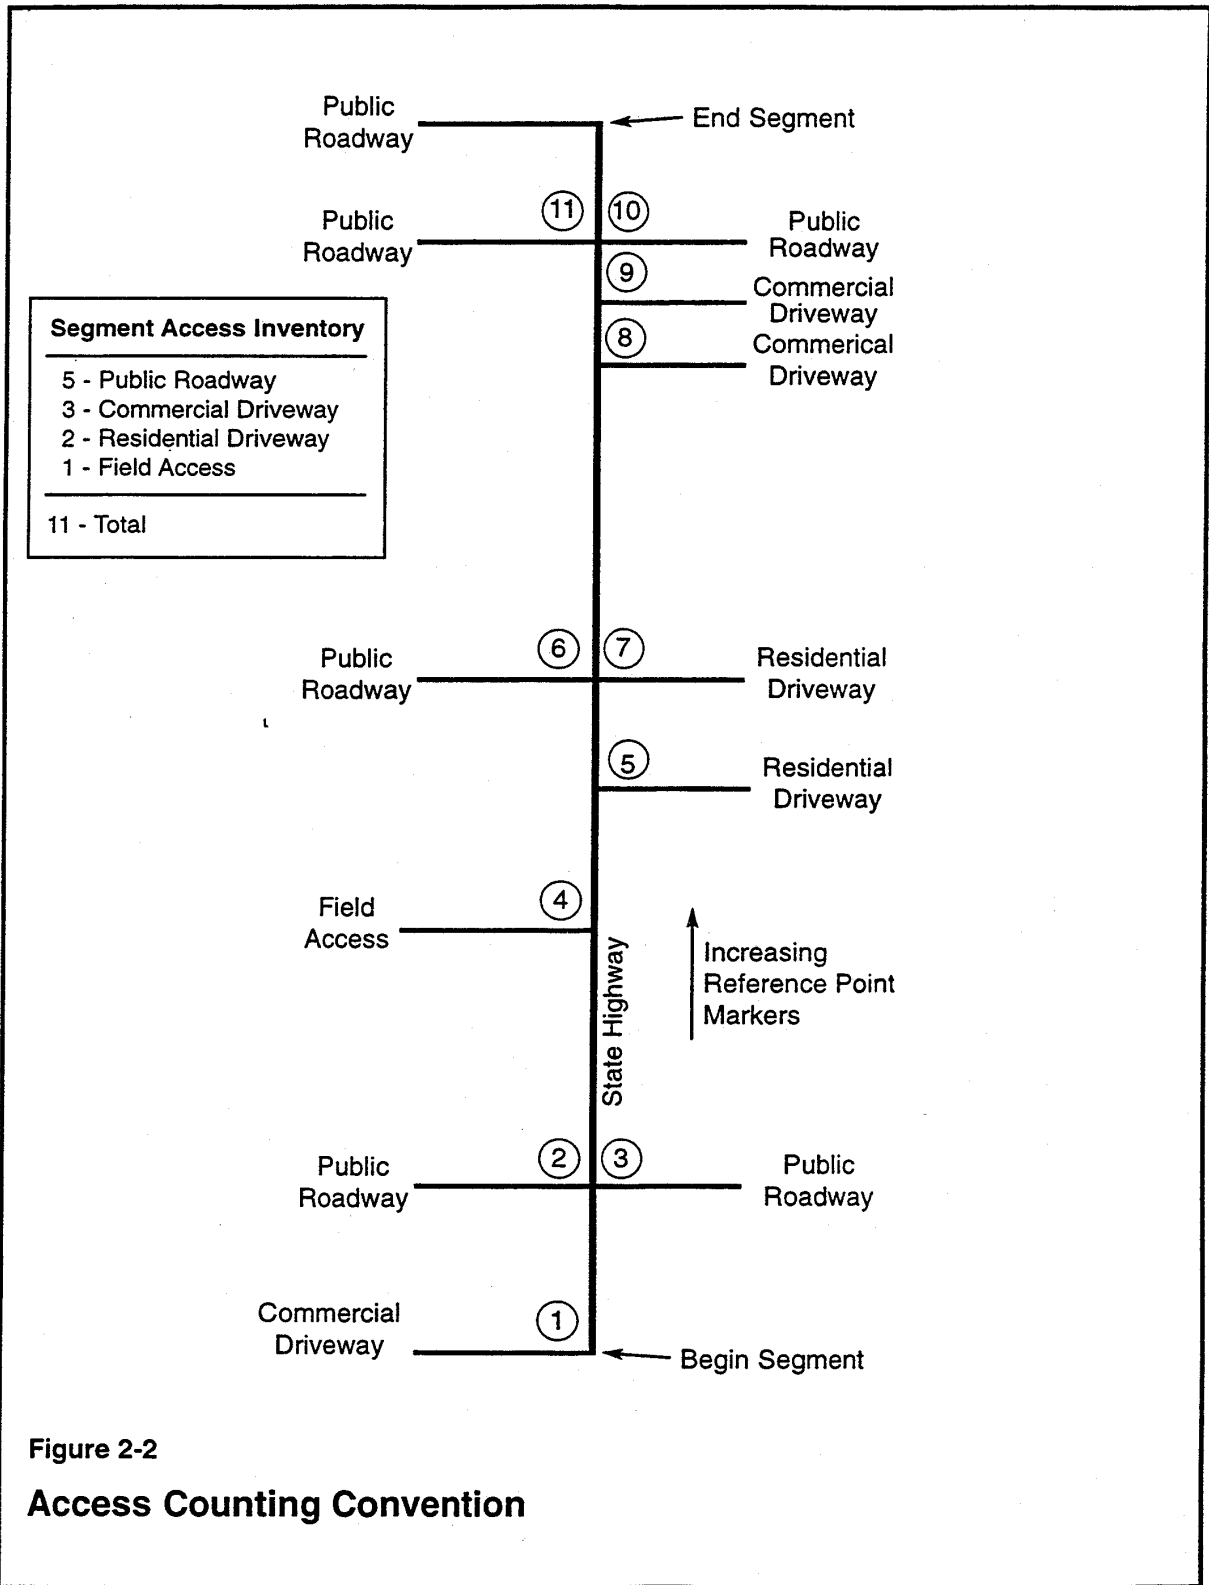 Public
Roadway
End Segment
11
10
Public
Roadway
Public
Roadway
9
Commercial
Driveway
8
Commerical
Driveway
Segment Access Inventory
5 - Public Roadway
3 - Commercial Driveway
2 - Residential Driveway
1 - Field Access
11 - Total
6
7
Public
Roadway
Residential
Driveway
5
Residential
Driveway
4
Field
Access
State Highway
Increasing
Reference Point
Markers
2
3
Public
Roadway
Public
Roadway
Commercial
Driveway
1
Begin Segment
Figure 2-2
Access Counting Convention